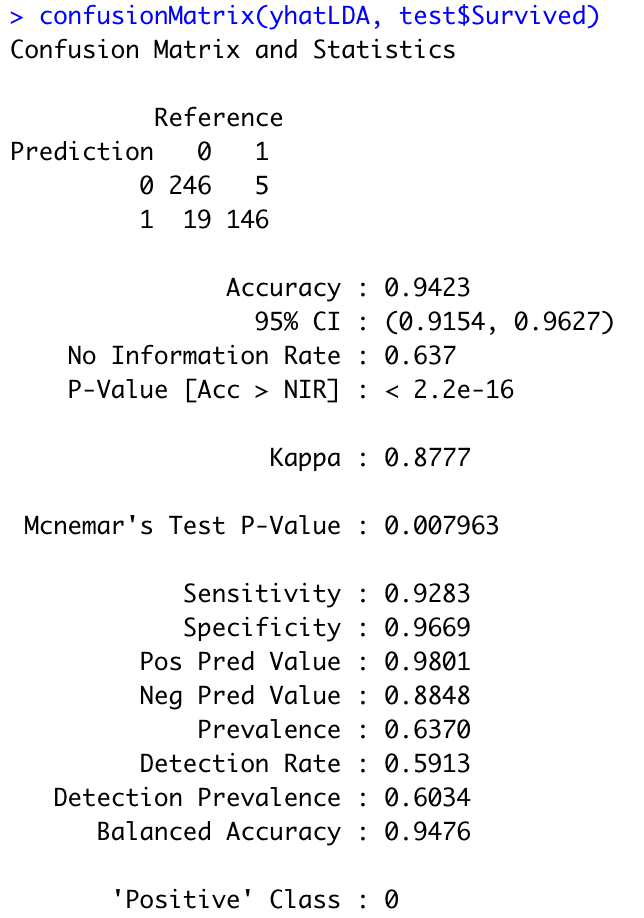 > confusionMatrix(yhatLDA, test$Survived)
Confusion Matrix and Statistics
Reference
Prediction 0 1
0 246 5
1 19 146
Accuracy : 0.9423
95% CI : (0.9154, 0.9627)
No Information Rate : 0.637
P-Value [Acc > NIR] : < 2.2e-16
Kappa : 0.8777
Mcnemar's Test P-Value : 0.007963
Sensitivity : 0.9283
Specificity : 0.9669
Pos Pred Value : 0.9801
Neg Pred Value : 0.8848
Prevalence : 0.6370
Detection Rate : 0.5913
Detection Prevalence : 0.6034
Balanced Accuracy : 0.9476
'Positive' Class : 0